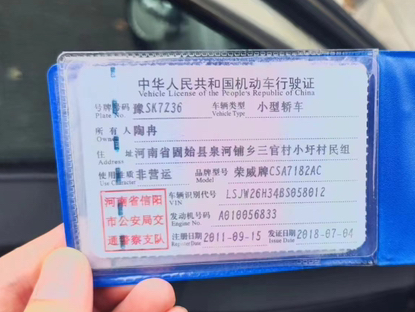 中华人民共和国机动车行驶证
Vehicle License of the People's Republic of China
号牌号码 豫SK7Z36 车辆类型 小型轿车
Plate No. Vehicle Type
所有人 陶冉
Owner
住址 河南省固始县泉河铺乡三官村小圩村民组
Address
使用性质 非营运 品牌型号 荣威牌CSA7182AC
Use Character Model
车辆识别代号 LSJW26H34BS058012
VIN
发动机号码 A010056833
Engine No.
注册日期 2011-09-15 发证日期 2018-07-04
Register Date Issue Date
河南省信阳
市公安局交
通警察支队